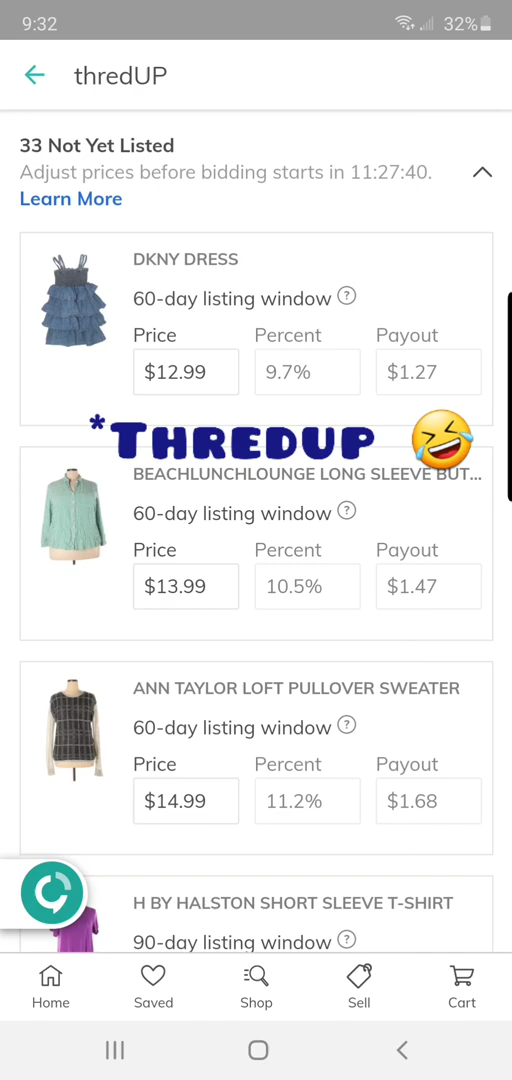 9:32
32%
thredUP
33 Not Yet Listed
Adjust prices before bidding starts in 11:27:40.
Learn More
DKNY DRESS
60-day listing window ?
Price Percent Payout
$12.99 9.7% $1.27
*THREDUP 🤣
BEACHLUNCHLOUNGE LONG SLEEVE BUT...
60-day listing window ?
Price Percent Payout
$13.99 10.5% $1.47
ANN TAYLOR LOFT PULLOVER SWEATER
60-day listing window ?
Price Percent Payout
$14.99 11.2% $1.68
H BY HALSTON SHORT SLEEVE T-SHIRT
90-day listing window ?
Home Saved Shop Sell Cart